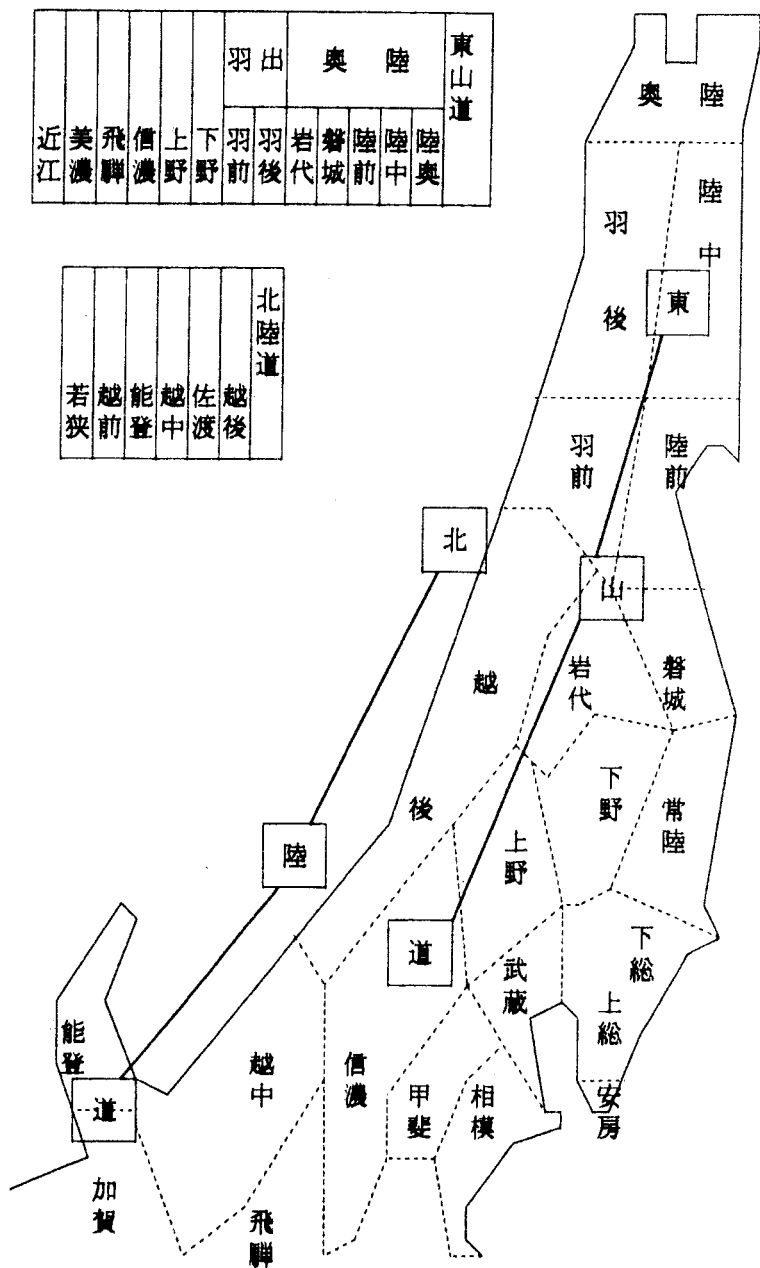 東山道
陸奥
陸奥
陸中
陸前
磐城
岩代
出羽
羽後
羽前
下野
上野
信濃
飛騨
美濃
近江
北陸道
越後
佐渡
越中
能登
越前
若狭
陸奥
陸中
羽後
陸前
羽前
磐城
岩代
越後
常陸
下野
上野
下総
上総
安房
武蔵
相模
甲斐
信濃
越中
飛騨
能登
加賀
東山道
北陸道